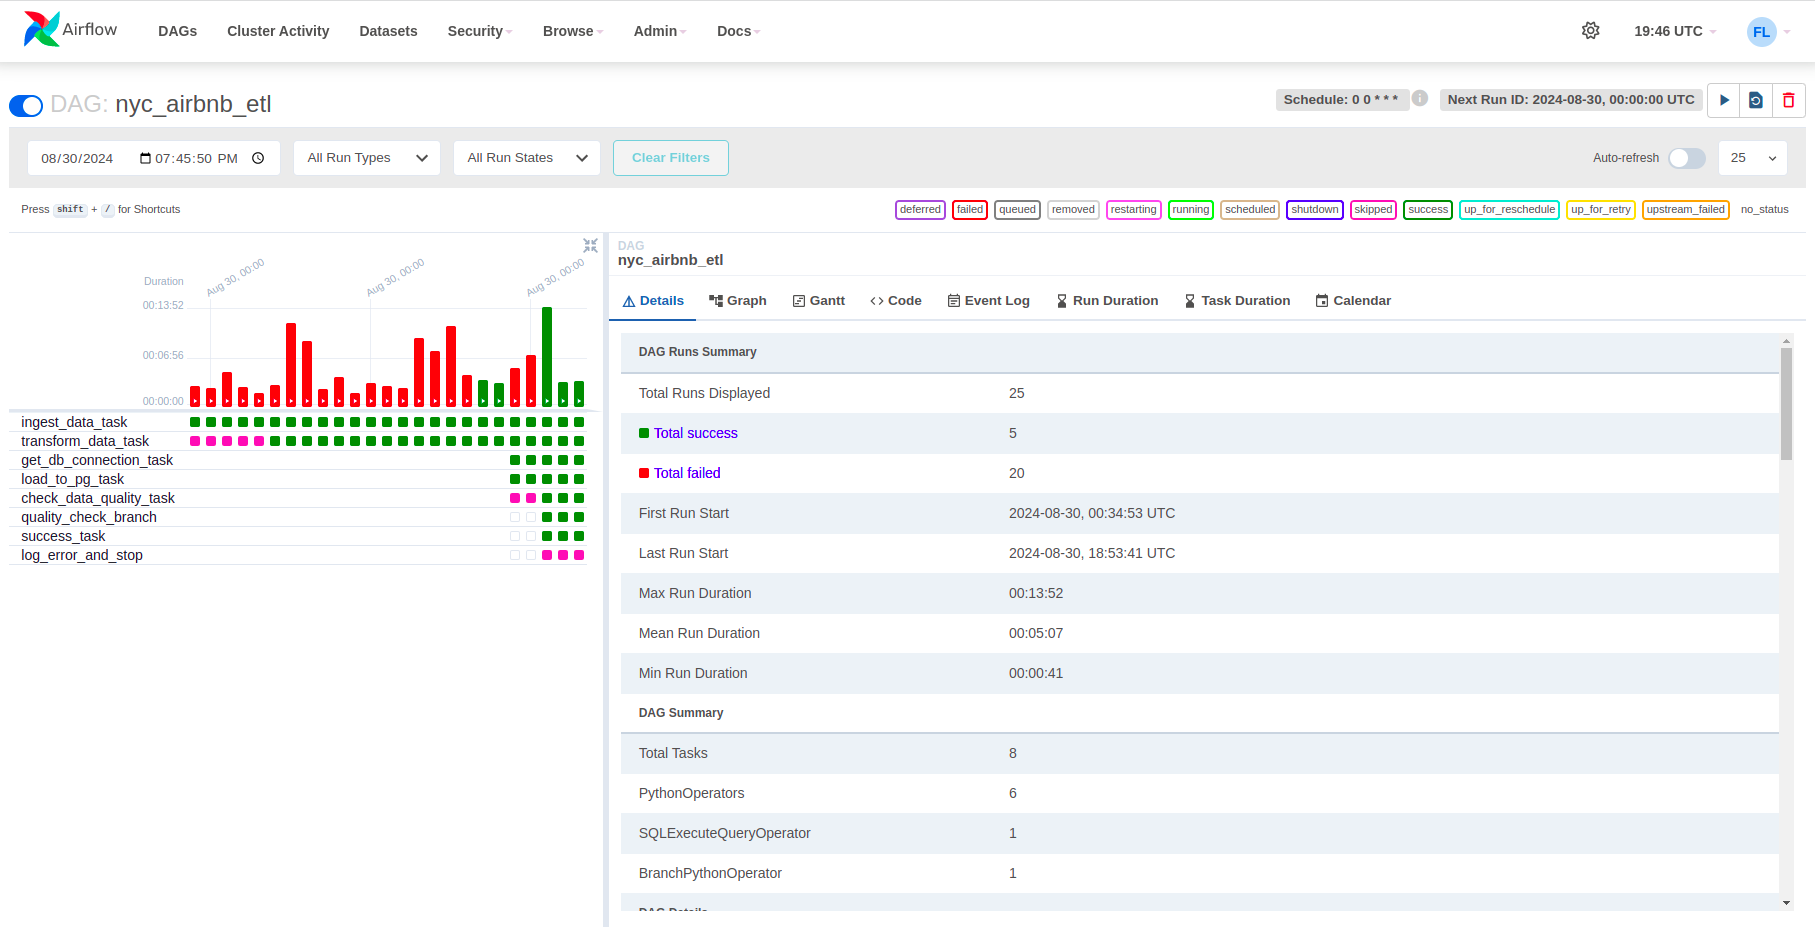 Airflow DAGs Cluster Activity Datasets Security Browse Admin Docs 19:46 UTC FL
DAG: nyc_airbnb_etl Schedule: 0 0 * * * Next Run ID: 2024-08-30, 00:00:00 UTC
08/30/2024 07:45:50 PM All Run Types All Run States Clear Filters Auto-refresh 25
Press shift + / for Shortcuts deferred failed queued removed restarting running scheduled shutdown skipped success up_for_reschedule up_for_retry upstream_failed no_status
Aug 30, 00:00 Aug 30, 00:00 Aug 30, 00:00
Duration
00:13:52
00:06:56
00:00:00
ingest_data_task
transform_data_task
get_db_connection_task
load_to_pg_task
check_data_quality_task
quality_check_branch
success_task
log_error_and_stop
DAG
nyc_airbnb_etl
Details Graph Gantt Code Event Log Run Duration Task Duration Calendar
DAG Runs Summary
Total Runs Displayed 25
Total success 5
Total failed 20
First Run Start 2024-08-30, 00:34:53 UTC
Last Run Start 2024-08-30, 18:53:41 UTC
Max Run Duration 00:13:52
Mean Run Duration 00:05:07
Min Run Duration 00:00:41
DAG Summary
Total Tasks 8
PythonOperators 6
SQLExecuteQueryOperator 1
BranchPythonOperator 1
DAG Details